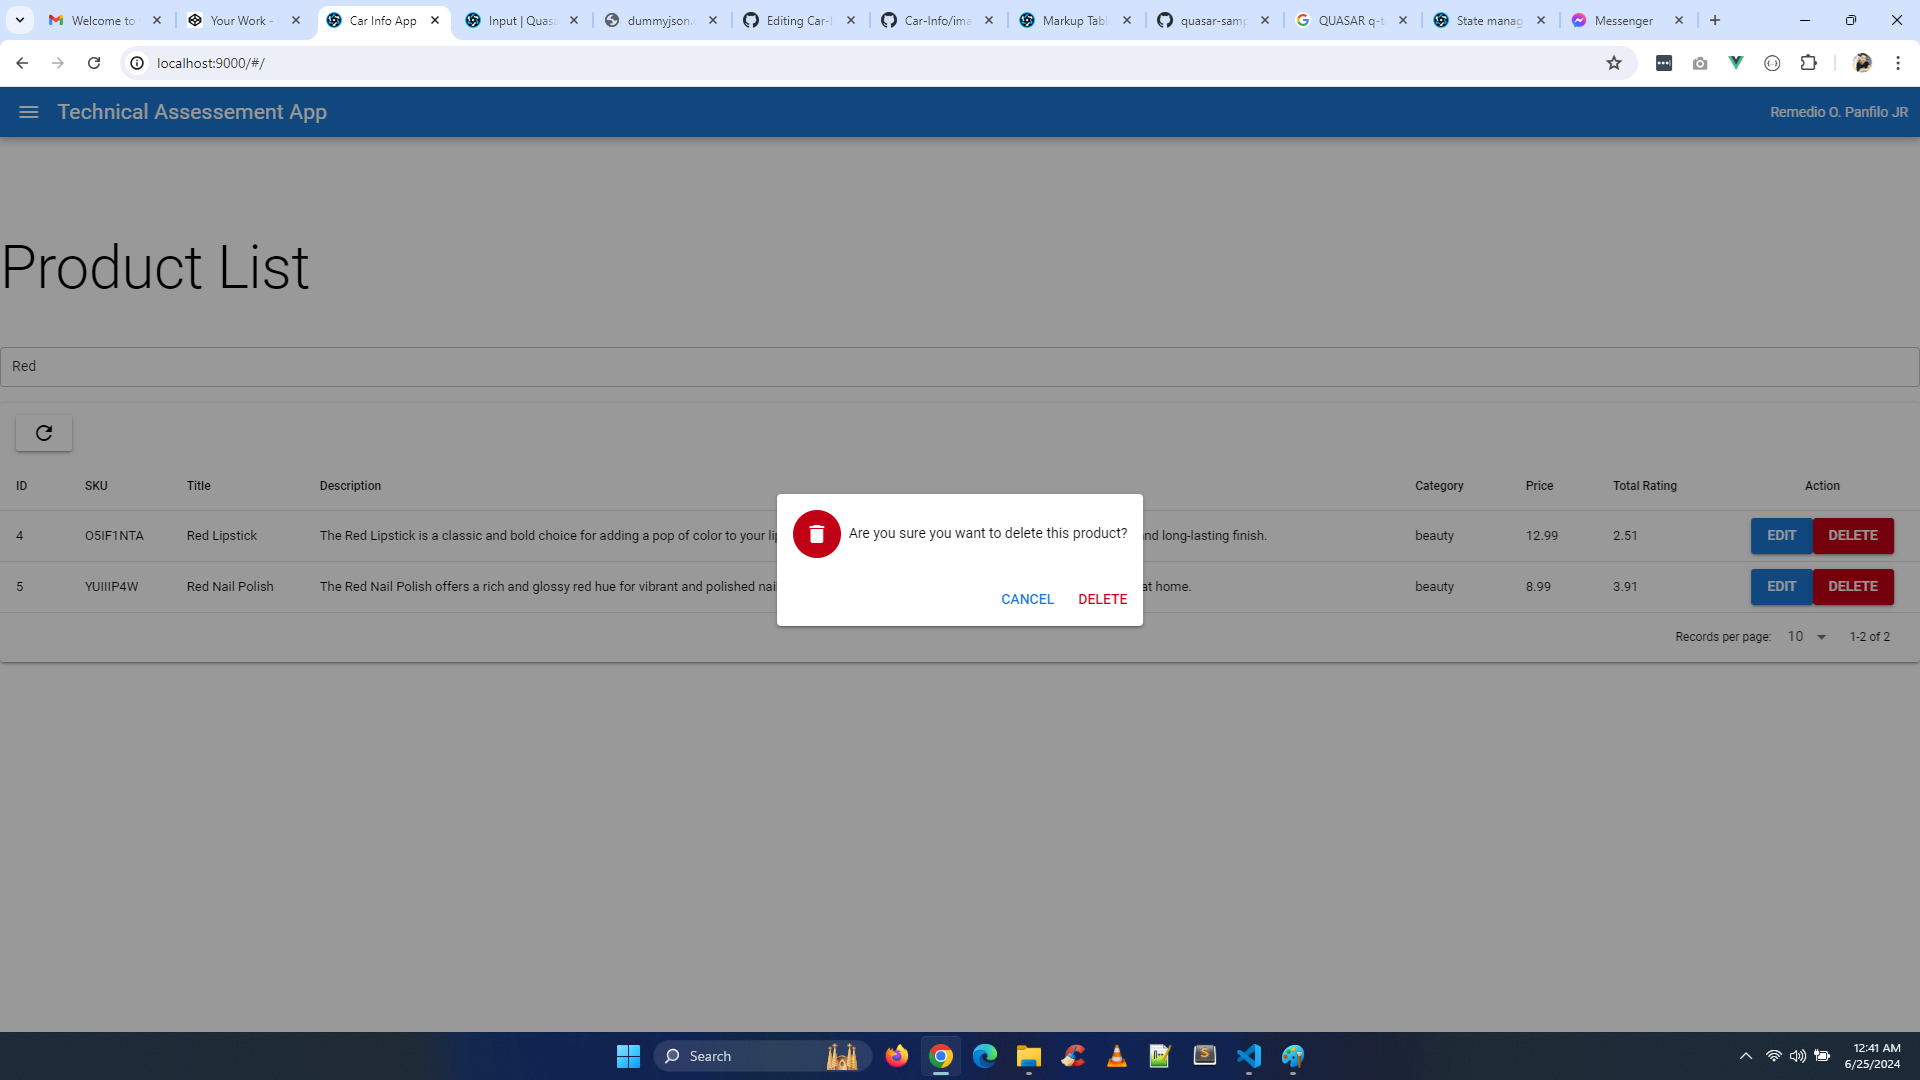 Welcome to
Your Work -
Car Info App
Input | Quas
dummyjson.c
Editing Car-I
Car-Info/ima
Markup Tabl
quasar-samp
QUASAR q-t
State manag
Messenger
localhost:9000/#/
Technical Assessement App
Remedio O. Panfilo JR
Product List
Red
ID SKU Title Description Category Price Total Rating Action
4 O5IF1NTA Red Lipstick The Red Lipstick is a classic and bold choice for adding a pop of color to your lip nd long-lasting finish. beauty 12.99 2.51 EDIT DELETE
5 YUIIIP4W Red Nail Polish The Red Nail Polish offers a rich and glossy red hue for vibrant and polished nai at home. beauty 8.99 3.91 EDIT DELETE
Are you sure you want to delete this product?
CANCEL DELETE
Records per page: 10 1-2 of 2
Search
12:41 AM
6/25/2024